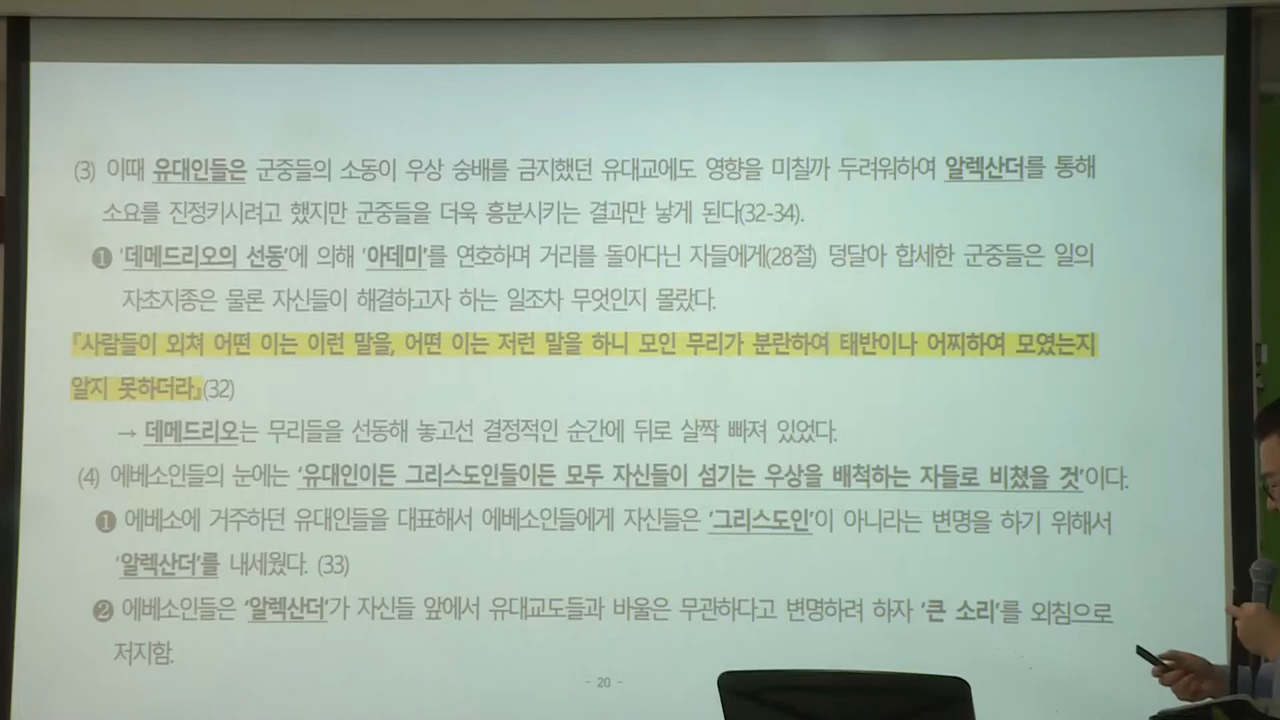 (3) 이때 유대인들은 군중들의 소동이 우상 숭배를 금지했던 유대교에도 영향을 미칠까 두려워하여 알렉산더를 통해
소요를 진정키시려고 했지만 군중들을 더욱 흥분시키는 결과만 낳게 된다(32-34).
❶ '데메드리오의 선동'에 의해 '아데미'를 연호하며 거리를 돌아다닌 자들에게(28절) 덩달아 합세한 군중들은 일의
자초지종은 물론 자신들이 해결하고자 하는 일조차 무엇인지 몰랐다.
『사람들이 외쳐 어떤 이는 이런 말을, 어떤 이는 저런 말을 하니 모인 무리가 분란하여 태반이나 어찌하여 모였는지
알지 못하더라』(32)
→ 데메드리오는 무리들을 선동해 놓고선 결정적인 순간에 뒤로 살짝 빠져 있었다.
(4) 에베소인들의 눈에는 '유대인이든 그리스도인들이든 모두 자신들이 섬기는 우상을 배척하는 자들로 비쳤을 것'이다.
❶ 에베소에 거주하던 유대인들을 대표해서 에베소인들에게 자신들은 '그리스도인'이 아니라는 변명을 하기 위해서
'알렉산더'를 내세웠다. (33)
❷ 에베소인들은 '알렉산더'가 자신들 앞에서 유대교도들과 바울은 무관하다고 변명하려 하자 '큰 소리'를 외침으로
저지함.
- 20 -